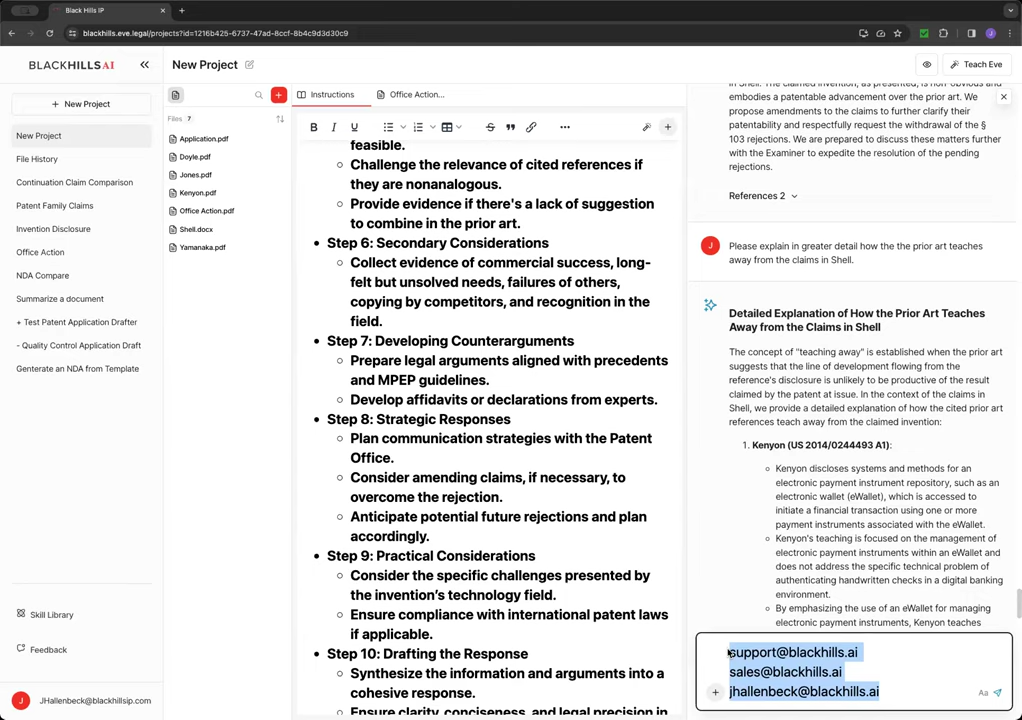 Black Hills IP
blackhills.eve.legal/projects?id=1216b425-6737-47ad-8ccf-8b4c9d3d30c9
BLACKHILLS AI
New Project
Teach Eve
+ New Project
New Project
File History
Continuation Claim Comparison
Patent Family Claims
Invention Disclosure
Office Action
NDA Compare
Summarize a document
+ Test Patent Application Drafter
- Quality Control Application Draft
Genterate an NDA from Template
Skill Library
Feedback
JHallenbeck@blackhillsip.com
Files 7
Application.pdf
Doyle.pdf
Jones.pdf
Kenyon.pdf
Office Action.pdf
Shell.docx
Yamanaka.pdf
Instructions
Office Action...
B I U
feasible.
Challenge the relevance of cited references if
they are nonanalogous.
Provide evidence if there's a lack of suggestion
to combine in the prior art.
Step 6: Secondary Considerations
Collect evidence of commercial success, long-
felt but unsolved needs, failures of others,
copying by competitors, and recognition in the
field.
Step 7: Developing Counterarguments
Prepare legal arguments aligned with precedents
and MPEP guidelines.
Develop affidavits or declarations from experts.
Step 8: Strategic Responses
Plan communication strategies with the Patent
Office.
Consider amending claims, if necessary, to
overcome the rejection.
Anticipate potential future rejections and plan
accordingly.
Step 9: Practical Considerations
Consider the specific challenges presented by
the invention's technology field.
Ensure compliance with international patent laws
if applicable.
Step 10: Drafting the Response
Synthesize the information and arguments into a
cohesive response.
Ensure clarity, conciseness, and legal precision in
in Shell. The claimed invention, as presented, is non-obvious and
embodies a patentable advancement over the prior art. We
propose amendments to the claims to further clarify their
patentability and respectfully request the withdrawal of the §
103 rejections. We are prepared to discuss these matters further
with the Examiner to expedite the resolution of the pending
rejections.
References 2
J
Please explain in greater detail how the the prior art teaches
away from the claims in Shell.
Detailed Explanation of How the Prior Art Teaches
Away from the Claims in Shell
The concept of "teaching away" is established when the prior art
suggests that the line of development flowing from the
reference's disclosure is unlikely to be productive of the result
claimed by the patent at issue. In the context of the claims in
Shell, we provide a detailed explanation of how the cited prior art
references teach away from the claimed invention:
1. Kenyon (US 2014/0244493 A1):
Kenyon discloses systems and methods for an
electronic payment instrument repository, such as an
electronic wallet (eWallet), which is accessed to
initiate a financial transaction using one or more
payment instruments associated with the eWallet.
Kenyon's teaching is focused on the management of
electronic payment instruments within an eWallet and
does not address the specific technical problem of
authenticating handwritten checks in a digital banking
environment.
By emphasizing the use of an eWallet for managing
electronic payment instruments, Kenyon teaches
support@blackhills.ai
sales@blackhills.ai
jhallenbeck@blackhills.ai
Aa